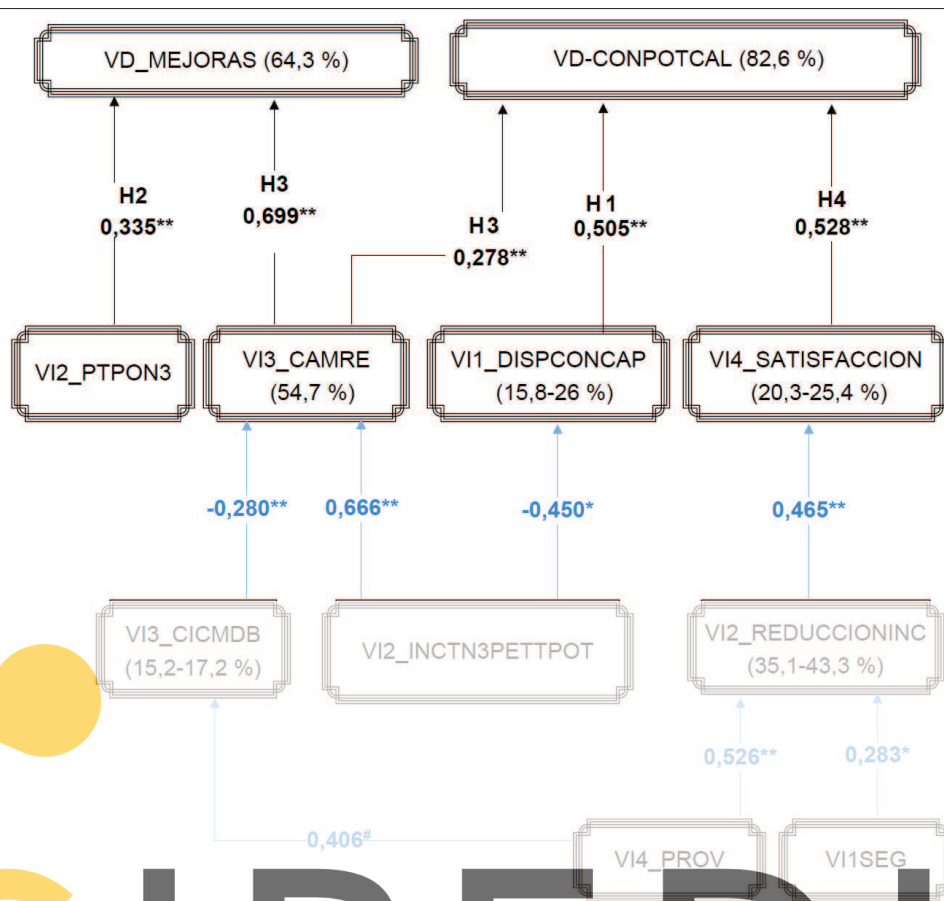 VD_MEJORAS (64,3 %)
VD-CONPOTCAL (82,6 %)
H2
0,335**
H3
0,699**
H3
0,278**
H1
0,505**
H4
0,528**
VI2_PTPON3
VI3_CAMRE
(54,7 %)
VI1_DISPCONCAP
(15,8-26 %)
VI4_SATISFACCION
(20,3-25,4 %)
-0,280**
0,666**
-0,450*
0,465**
VI3_CICMDB
(15,2-17,2 %)
VI2_INCTN3PETTPOT
VI2_REDUCCIONINC
(35,1-43,3 %)
0,526**
0,283*
0,406#
VI4_PROV
VI1SEG